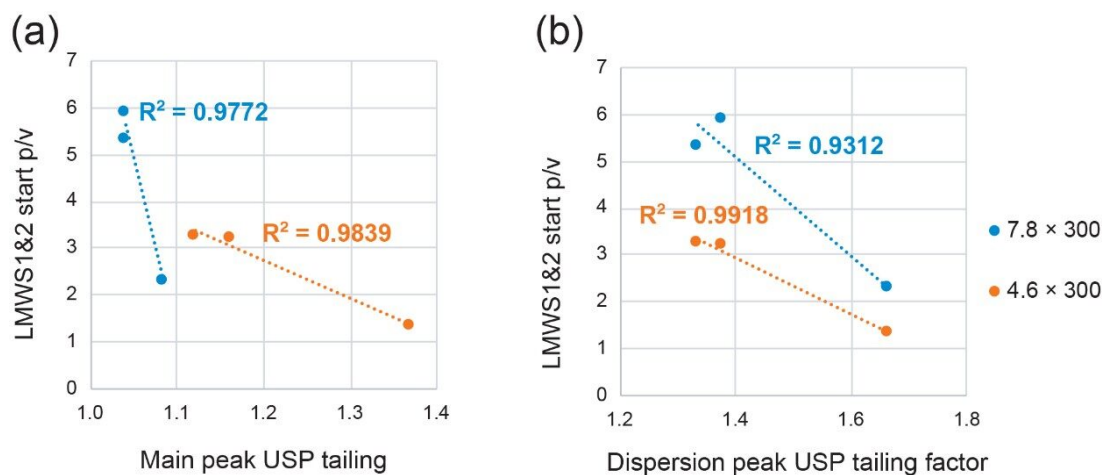 (a)
LMWS1&2 start p/v
7
6
5
4
3
2
1
0
R² = 0.9772
R² = 0.9839
1.0 1.1 1.2 1.3 1.4
Main peak USP tailing
(b)
LMWS1&2 start p/v
7
6
5
4
3
2
1
0
R² = 0.9312
R² = 0.9918
1.2 1.4 1.6 1.8
Dispersion peak USP tailing factor
7.8 × 300
4.6 × 300